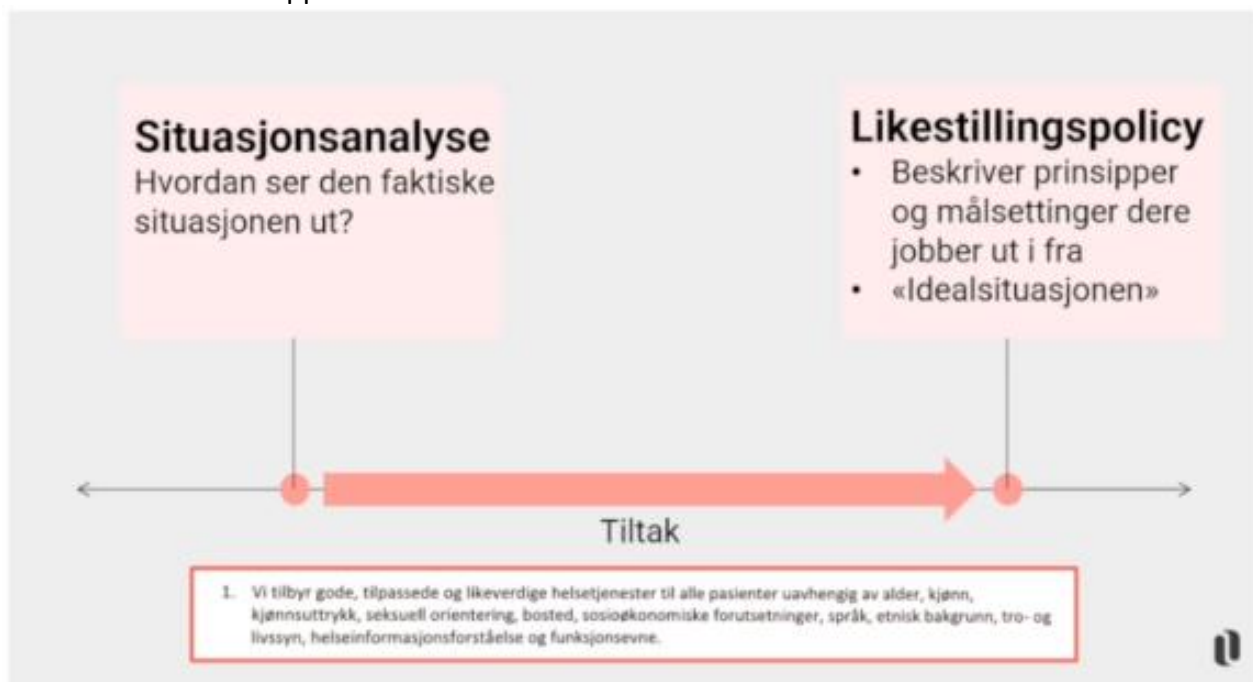 Situasjonsanalyse
Hvordan ser den faktiske
situasjonen ut?
Likestillingspolicy
• Beskriver prinsipper
og målsettinger dere
jobber ut i fra
• «Idealsituasjonen»
Tiltak
1. Vi tilbyr gode, tilpassede og likeverdige helsetjenester til alle pasienter uavhengig av alder, kjønn,
kjønnsuttrykk, seksuell orientering, bosted, sosioøkonomiske forutsetninger, språk, etnisk bakgrunn, tro- og
livssyn, helseinformasjonsforståelse og funksjonsevne.